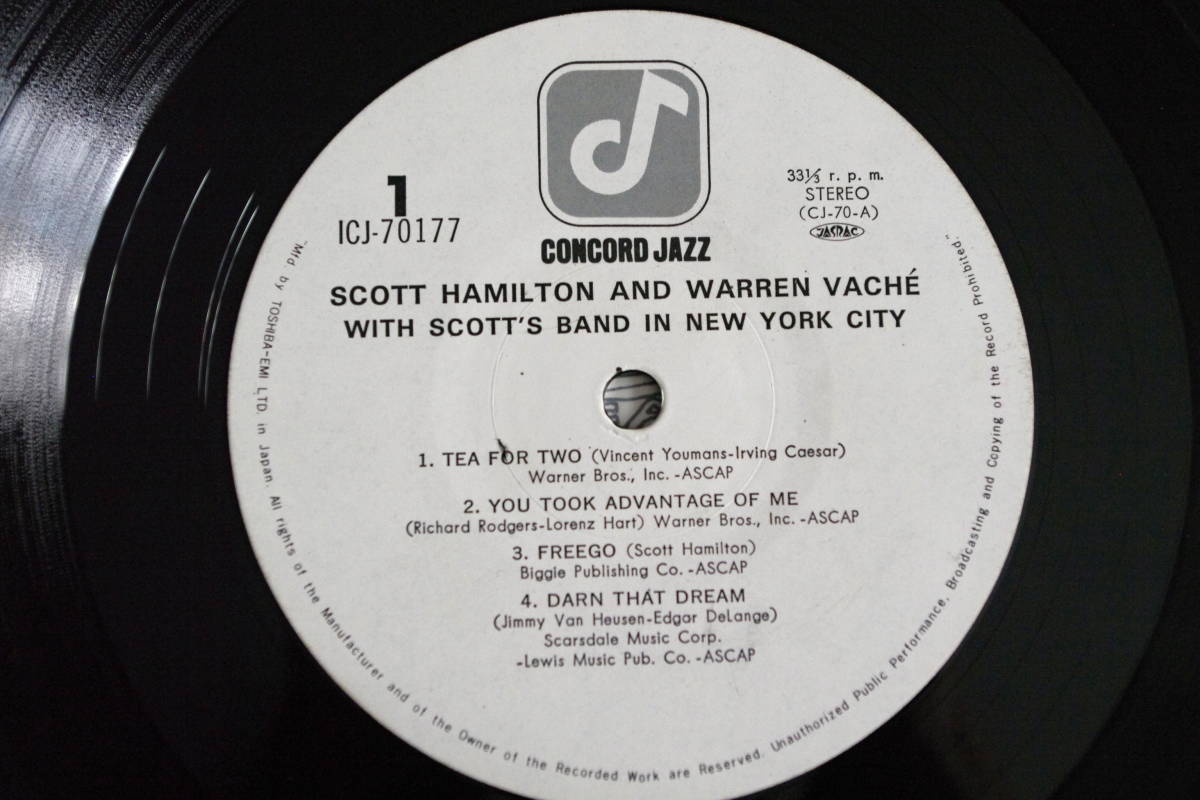 1
ICJ-70177
33 1/3 r. p. m.
STEREO
(CJ-70-A)
JASRAC
CONCORD JAZZ
SCOTT HAMILTON AND WARREN VACHÉ
WITH SCOTT'S BAND IN NEW YORK CITY
1. TEA FOR TWO (Vincent Youmans-Irving Caesar)
Warner Bros., Inc. -ASCAP
2. YOU TOOK ADVANTAGE OF ME
(Richard Rodgers-Lorenz Hart) Warner Bros., Inc. -ASCAP
3. FREEGO (Scott Hamilton)
Biggie Publishing Co. -ASCAP
4. DARN THAT DREAM
(Jimmy Van Heusen-Edgar DeLange)
Scarsdale Music Corp.
-Lewis Music Pub. Co. -ASCAP
"Mfd by TOSHIBA-EMI LTD. in Japan. All rights of the Manufacturer and of the Owner of the Recorded Work are Reserved. Unauthorized Public Performance, Broadcasting and Copying of the Record Prohibited."